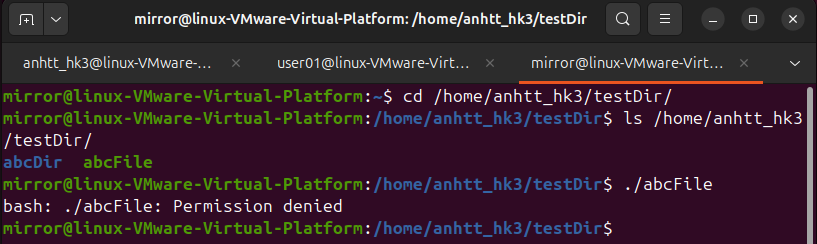 mirror@linux-VMware-Virtual-Platform: /home/anhtt_hk3/testDir
anhtt_hk3@linux-VMware-...
user01@linux-VMware-Virt...
mirror@linux-VMware-Virt...
mirror@linux-VMware-Virtual-Platform:~$ cd /home/anhtt_hk3/testDir/
mirror@linux-VMware-Virtual-Platform:/home/anhtt_hk3/testDir$ ls /home/anhtt_hk3
/testDir/
abcDir  abcFile
mirror@linux-VMware-Virtual-Platform:/home/anhtt_hk3/testDir$ ./abcFile
bash: ./abcFile: Permission denied
mirror@linux-VMware-Virtual-Platform:/home/anhtt_hk3/testDir$